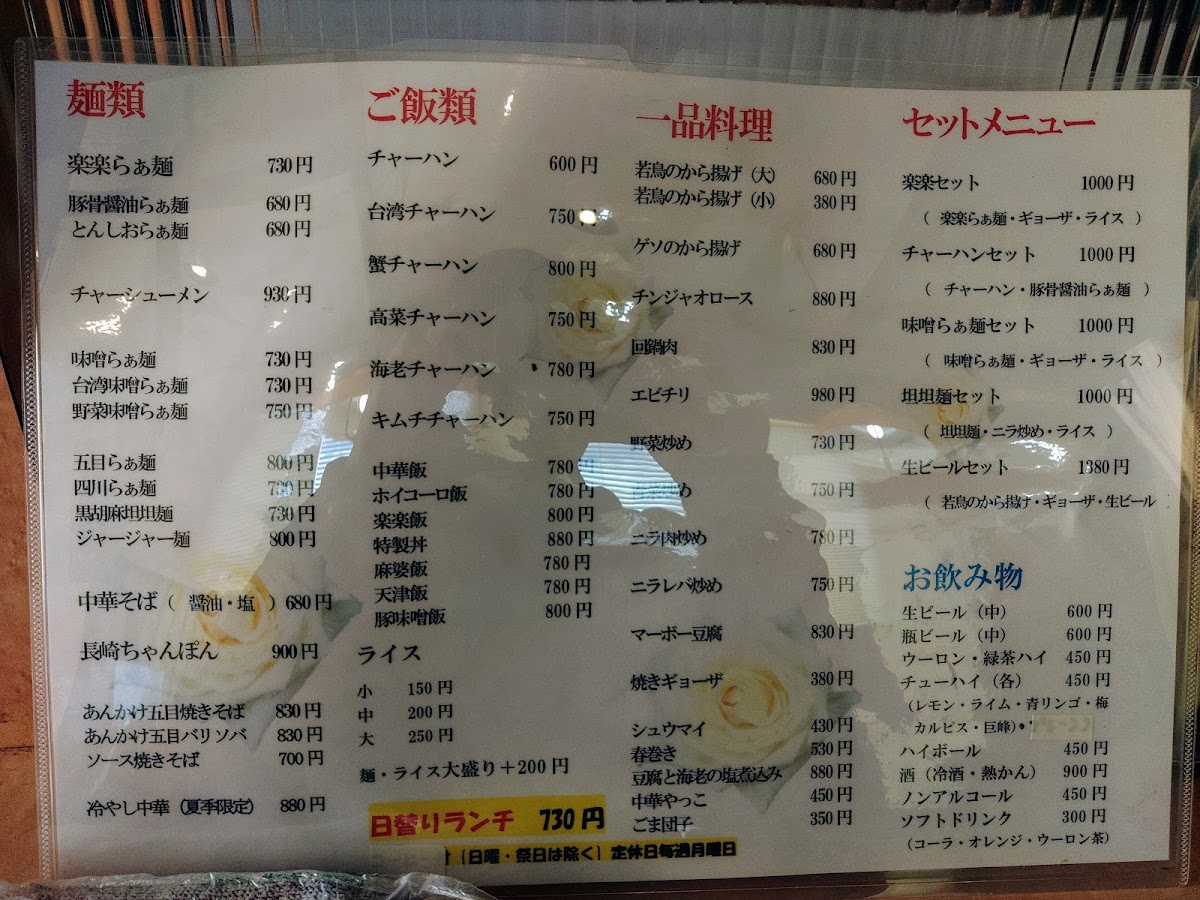 麺類
楽楽らぁ麺 730円
豚骨醤油らぁ麺 680円
とんしおらぁ麺 680円
チャーシューメン 930円
味噌らぁ麺 730円
台湾味噌らぁ麺 730円
野菜味噌らぁ麺 750円
五目らぁ麺 800円
四川らぁ麺 730円
黒胡麻坦坦麺 730円
ジャージャー麺 800円
中華そば（醤油・塩）680円
長崎ちゃんぽん 900円
あんかけ五目焼きそば 830円
あんかけ五目バリソバ 830円
ソース焼きそば 700円
冷やし中華（夏季限定） 880円
ご飯類
チャーハン 600円
台湾チャーハン 750円
蟹チャーハン 800円
高菜チャーハン 750円
海老チャーハン 780円
キムチチャーハン 750円
中華飯 780円
ホイコーロ飯 780円
楽楽飯 800円
特製丼 880円
麻婆飯 780円
天津飯 780円
豚味噌飯 800円
ライス
小 150円
中 200円
大 250円
麺・ライス大盛り＋200円
日替りランチ 730円
（日曜・祭日は除く）定休日毎週月曜日
一品料理
若鳥のから揚げ（大） 680円
若鳥のから揚げ（小） 380円
ゲソのから揚げ 680円
チンジャオロース 880円
回鍋肉 830円
エビチリ 980円
野菜炒め 730円
炒め 750円
ニラ肉炒め 780円
ニラレバ炒め 750円
マーボー豆腐 830円
焼きギョーザ 380円
シュウマイ 430円
春巻き 530円
豆腐と海老の塩煮込み 880円
中華やっこ 450円
ごま団子 350円
セットメニュー
楽楽セット 1000円
（ 楽楽らぁ麺・ギョーザ・ライス ）
チャーハンセット 1000円
（ チャーハン・豚骨醤油らぁ麺 ）
味噌らぁ麺セット 1000円
（ 味噌らぁ麺・ギョーザ・ライス ）
坦坦麺セット 1000円
（ 坦坦麺・ニラ炒め・ライス ）
生ビールセット 1380円
（ 若鳥のから揚げ・ギョーザ・生ビール
お飲み物
生ビール（中） 600円
瓶ビール（中） 600円
ウーロン・緑茶ハイ 450円
チューハイ（各） 450円
（レモン・ライム・青リンゴ・梅
カルピス・巨峰）
ハイボール 450円
酒（冷酒・熱かん） 900円
ノンアルコール 450円
ソフトドリンク 300円
（コーラ・オレンジ・ウーロン茶）